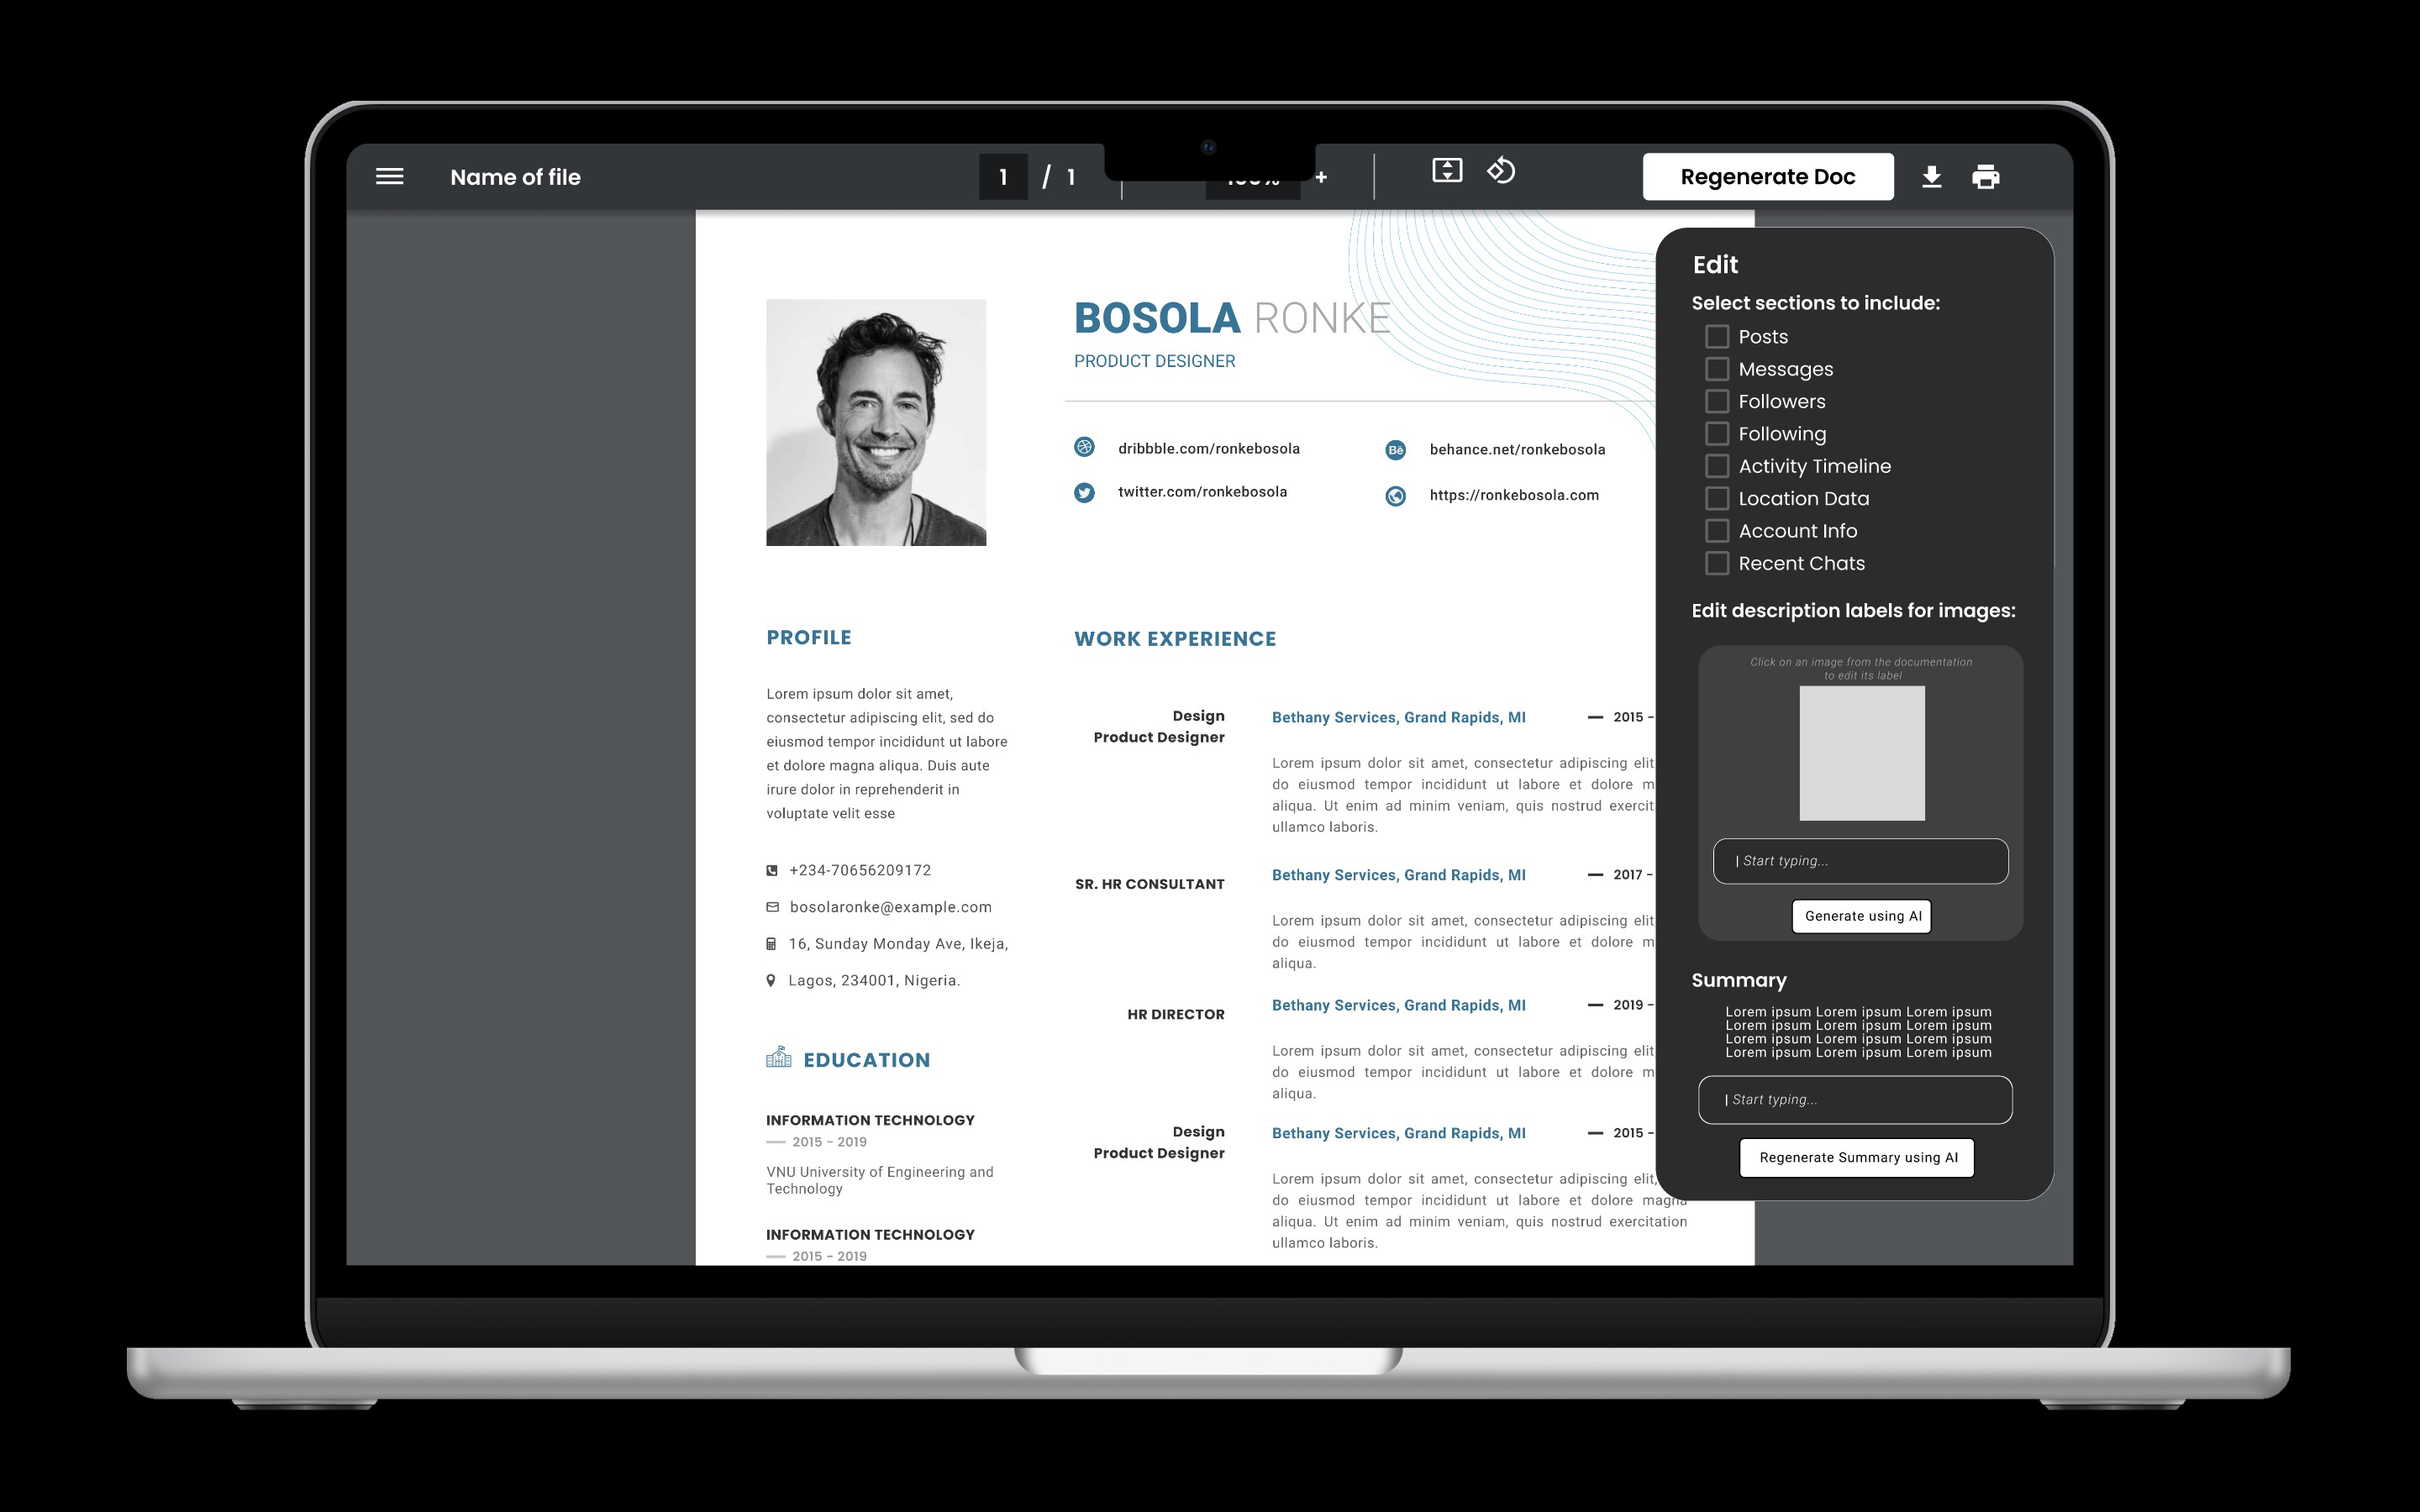 Name of file
1 / 1
+
Regenerate Doc
BOSOLA RONKE
PRODUCT DESIGNER
dribbble.com/ronkebosola
behance.net/ronkebosola
twitter.com/ronkebosola
https://ronkebosola.com
PROFILE
Lorem ipsum dolor sit amet,
consectetur adipiscing elit, sed do
eiusmod tempor incididunt ut labore
et dolore magna aliqua. Duis aute
irure dolor in reprehenderit in
voluptate velit esse
+234-70656209172
bosolaronke@example.com
16, Sunday Monday Ave, Ikeja,
Lagos, 234001, Nigeria.
EDUCATION
INFORMATION TECHNOLOGY
2015 - 2019
VNU University of Engineering and
Technology
INFORMATION TECHNOLOGY
2015 - 2019
WORK EXPERIENCE
Design
Product Designer
Bethany Services, Grand Rapids, MI
2015 -
Lorem ipsum dolor sit amet, consectetur adipiscing elit
do eiusmod tempor incididunt ut labore et dolore m
aliqua. Ut enim ad minim veniam, quis nostrud exercit
ullamco laboris.
SR. HR CONSULTANT
Bethany Services, Grand Rapids, MI
2017 -
Lorem ipsum dolor sit amet, consectetur adipiscing elit
do eiusmod tempor incididunt ut labore et dolore m
aliqua.
HR DIRECTOR
Bethany Services, Grand Rapids, MI
2019 -
Lorem ipsum dolor sit amet, consectetur adipiscing elit
do eiusmod tempor incididunt ut labore et dolore m
aliqua.
Design
Product Designer
Bethany Services, Grand Rapids, MI
2015 -
Lorem ipsum dolor sit amet, consectetur adipiscing elit,
do eiusmod tempor incididunt ut labore et dolore magna
aliqua. Ut enim ad minim veniam, quis nostrud exercitation
ullamco laboris.
Edit
Select sections to include:
Posts
Messages
Followers
Following
Activity Timeline
Location Data
Account Info
Recent Chats
Edit description labels for images:
Click on an image from the documentation
to edit its label
| Start typing...
Generate using AI
Summary
Lorem ipsum Lorem ipsum Lorem ipsum
Lorem ipsum Lorem ipsum Lorem ipsum
Lorem ipsum Lorem ipsum Lorem ipsum
Lorem ipsum Lorem ipsum Lorem ipsum
| Start typing...
Regenerate Summary using AI